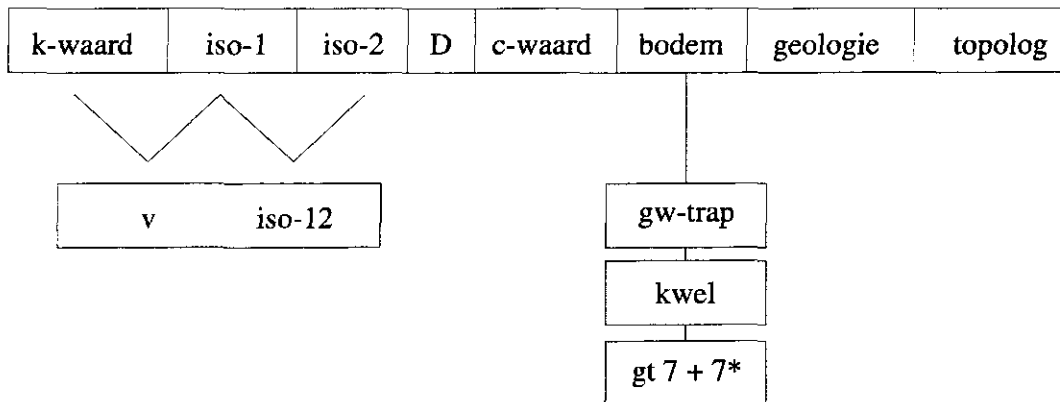 k-waard iso-1 iso-2 D c-waard bodem geologie topolog
v iso-12 gw-trap
kwel
gt 7 + 7*